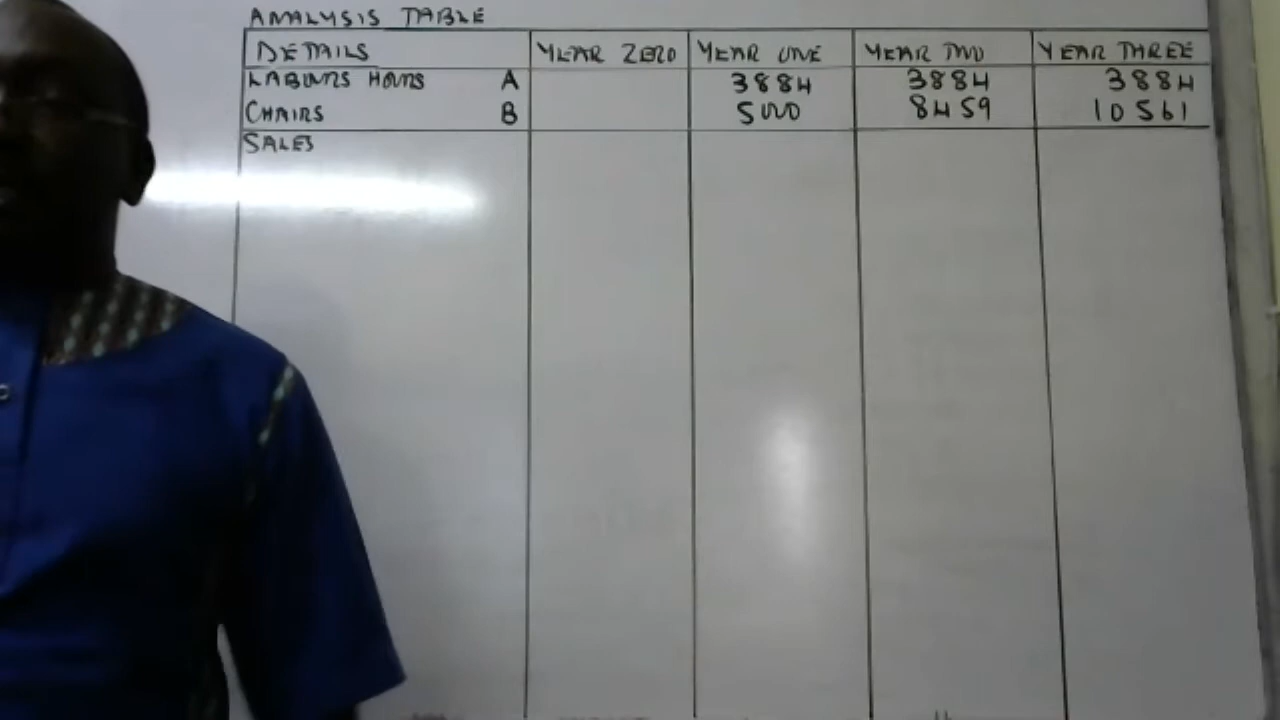 ANALYSIS TABLE
DETAILS YEAR ZERO YEAR ONE YEAR TWO YEAR THREE
LABOURS HOURS A 3884 3884 3884
CHAIRS B 5000 8459 10561
SALES